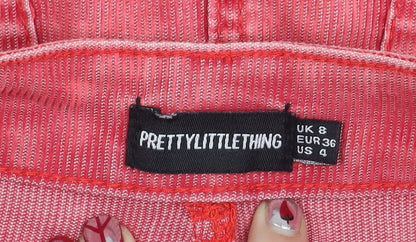 PRETTYLITTLETHING
UK 8
EUR 36
US 4